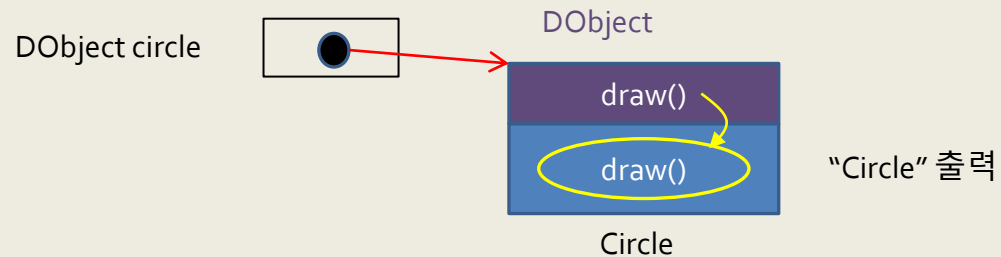 DObject
DObject circle
draw()
draw()
“Circle” 출력
Circle